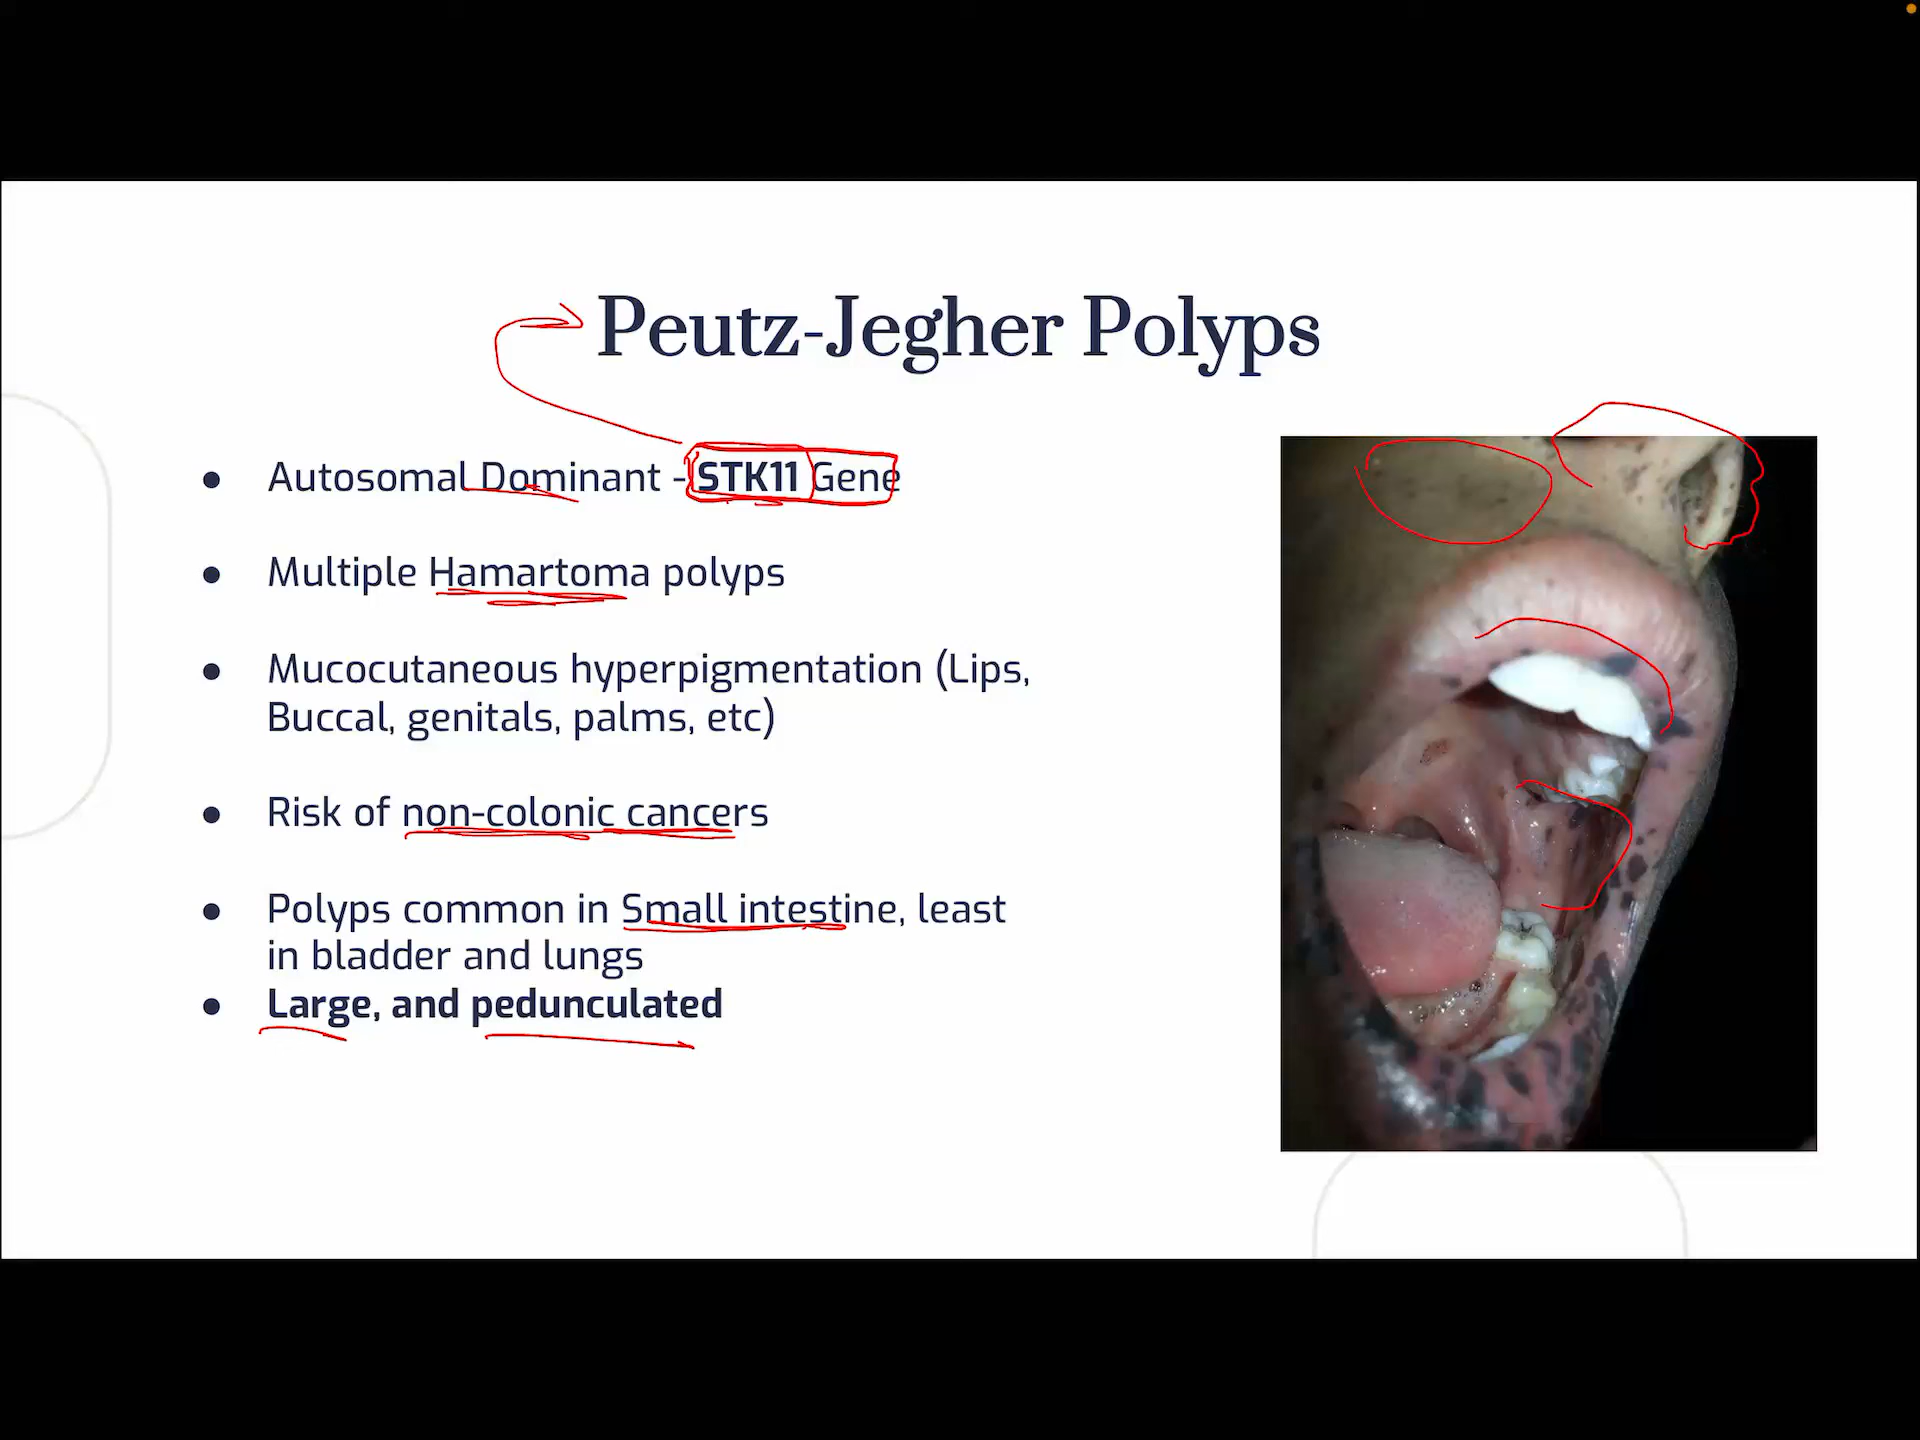 Peutz-Jegher Polyps
● Autosomal Dominant - STK11 Gene
● Multiple Hamartoma polyps
● Mucocutaneous hyperpigmentation (Lips,
Buccal, genitals, palms, etc)
● Risk of non-colonic cancers
● Polyps common in Small intestine, least
in bladder and lungs
● Large, and pedunculated